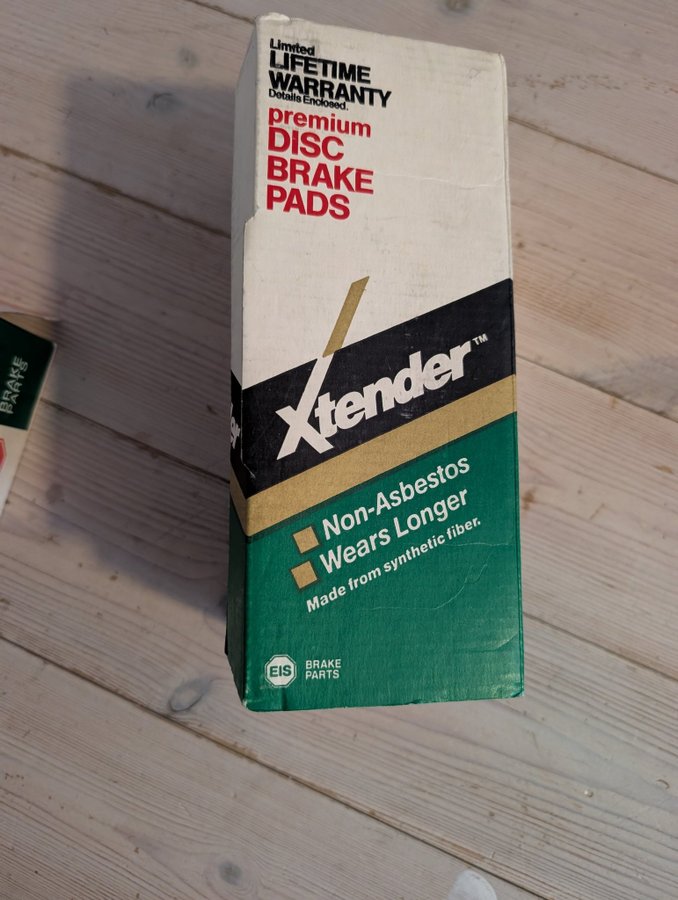 Limited
LIFETIME
WARRANTY
Details Enclosed.
premium
DISC
BRAKE
PADS
Xtender™
Non-Asbestos
Wears Longer
Made from synthetic fiber.
EIS BRAKE
PARTS
BRAKE
PARTS